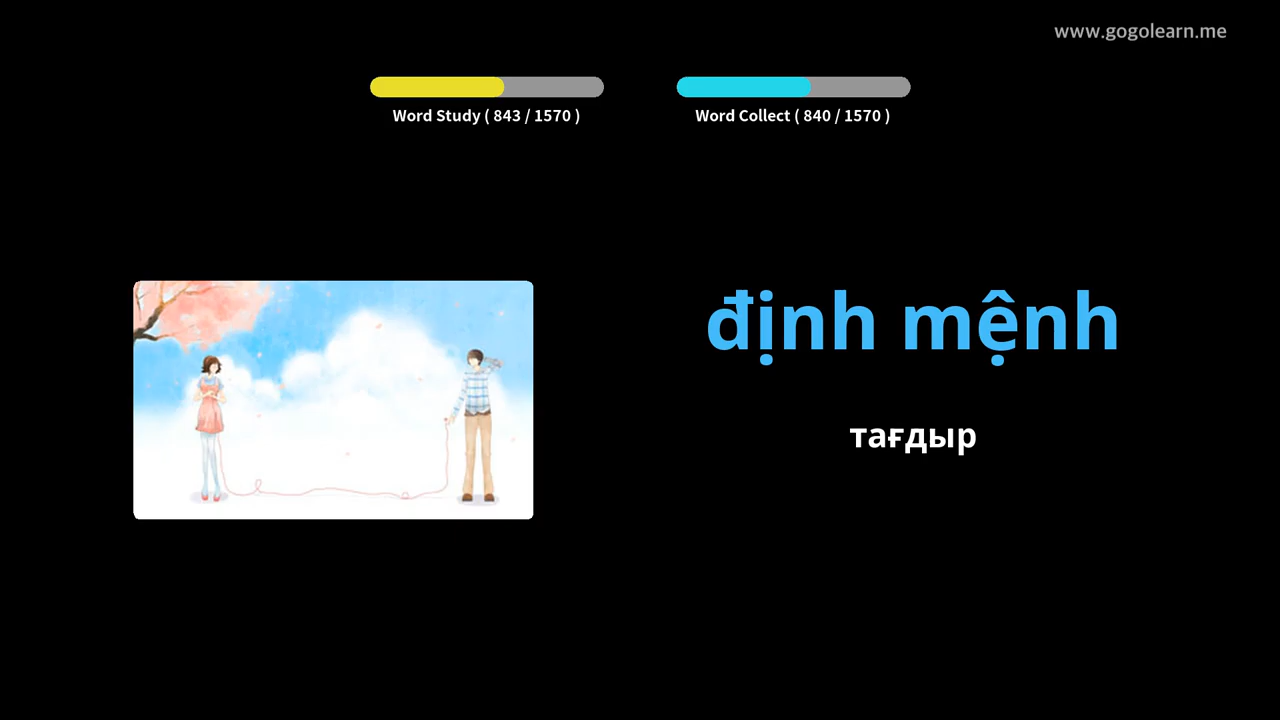 www.gogolearn.me
Word Study ( 843 / 1570 )
Word Collect ( 840 / 1570 )
định mệnh
тағдыр